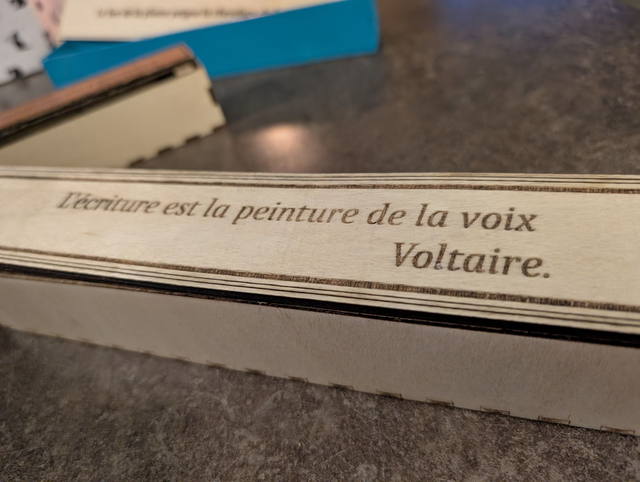 L'écriture est la peinture de la voix
Voltaire.